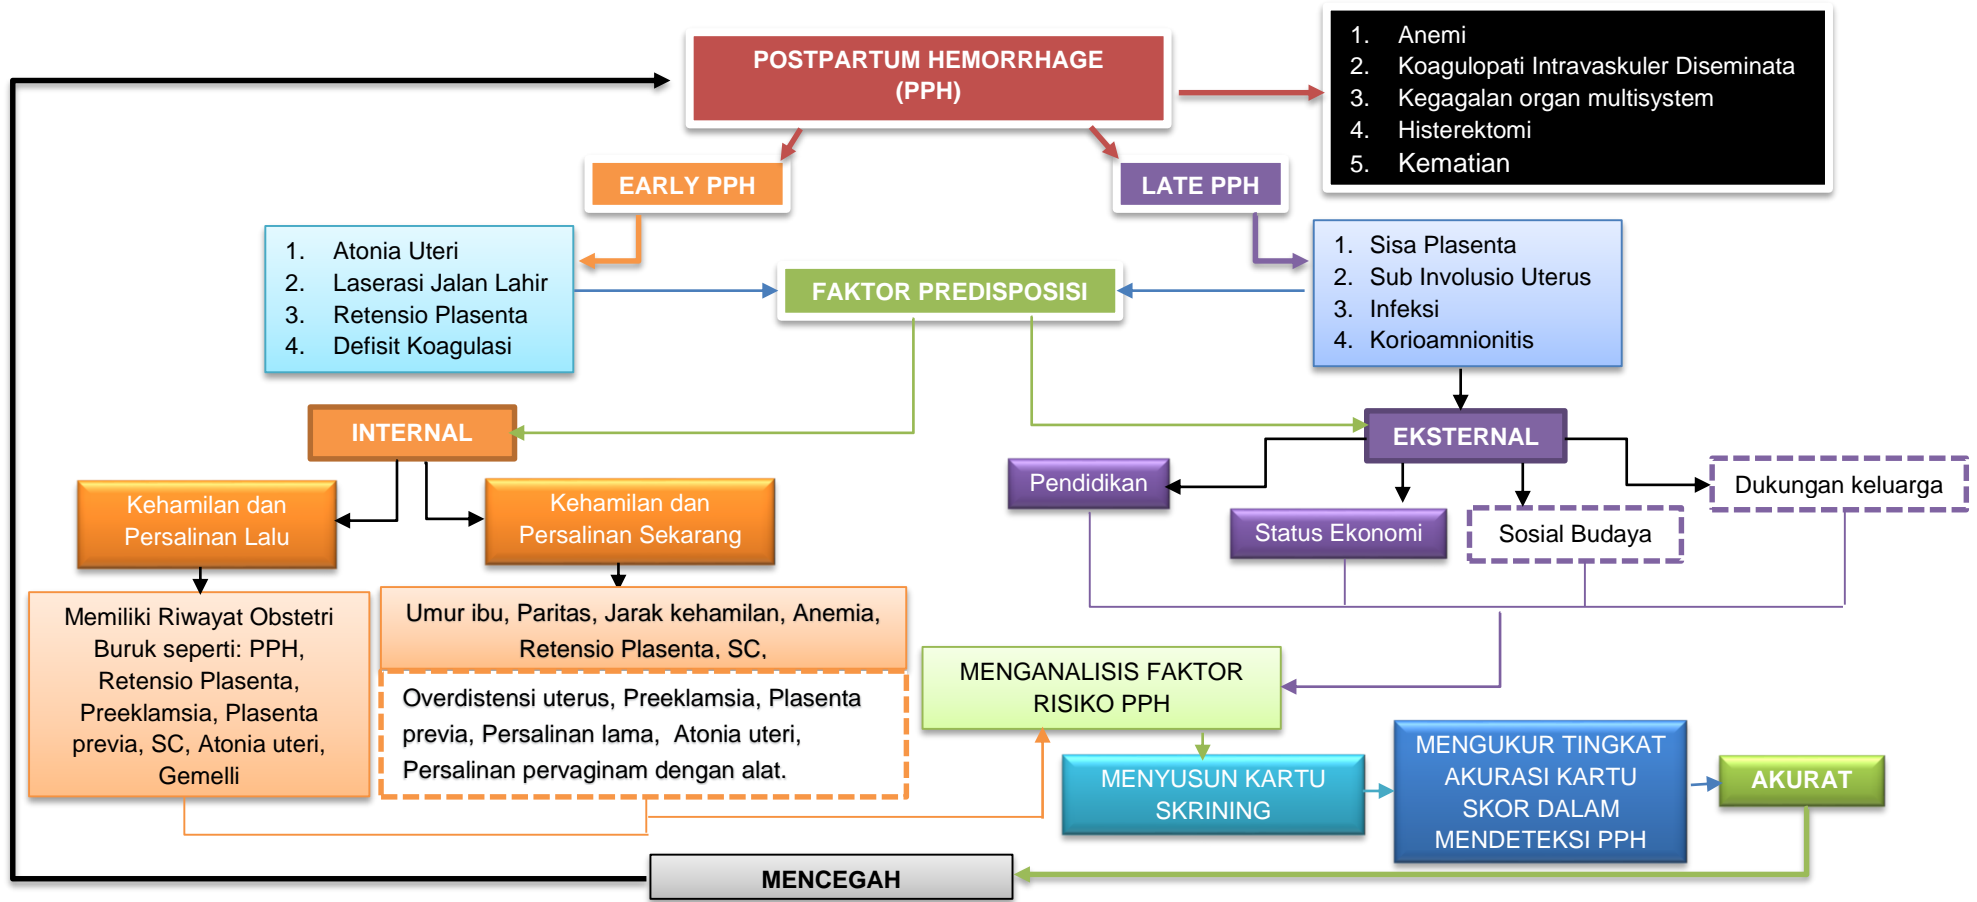 POSTPARTUM HEMORRHAGE
(PPH)
1. Anemi
2. Koagulopati Intravaskuler Diseminata
3. Kegagalan organ multisystem
4. Histerektomi
5. Kematian
EARLY PPH
LATE PPH
1. Atonia Uteri
2. Laserasi Jalan Lahir
3. Retensio Plasenta
4. Defisit Koagulasi
FAKTOR PREDISPOSISI
1. Sisa Plasenta
2. Sub Involusio Uterus
3. Infeksi
4. Korioamnionitis
INTERNAL
EKSTERNAL
Kehamilan dan
Persalinan Lalu
Kehamilan dan
Persalinan Sekarang
Pendidikan
Status Ekonomi
Sosial Budaya
Dukungan keluarga
Memiliki Riwayat Obstetri
Buruk seperti: PPH,
Retensio Plasenta,
Preeklamsia, Plasenta
previa, SC, Atonia uteri,
Gemelli
Umur ibu, Paritas, Jarak kehamilan, Anemia,
Retensio Plasenta, SC,
Overdistensi uterus, Preeklamsia, Plasenta
previa, Persalinan lama, Atonia uteri,
Persalinan pervaginam dengan alat.
MENGANALISIS FAKTOR
RISIKO PPH
MENYUSUN KARTU
SKRINING
MENGUKUR TINGKAT
AKURASI KARTU
SKOR DALAM
MENDETEKSI PPH
AKURAT
MENCEGAH